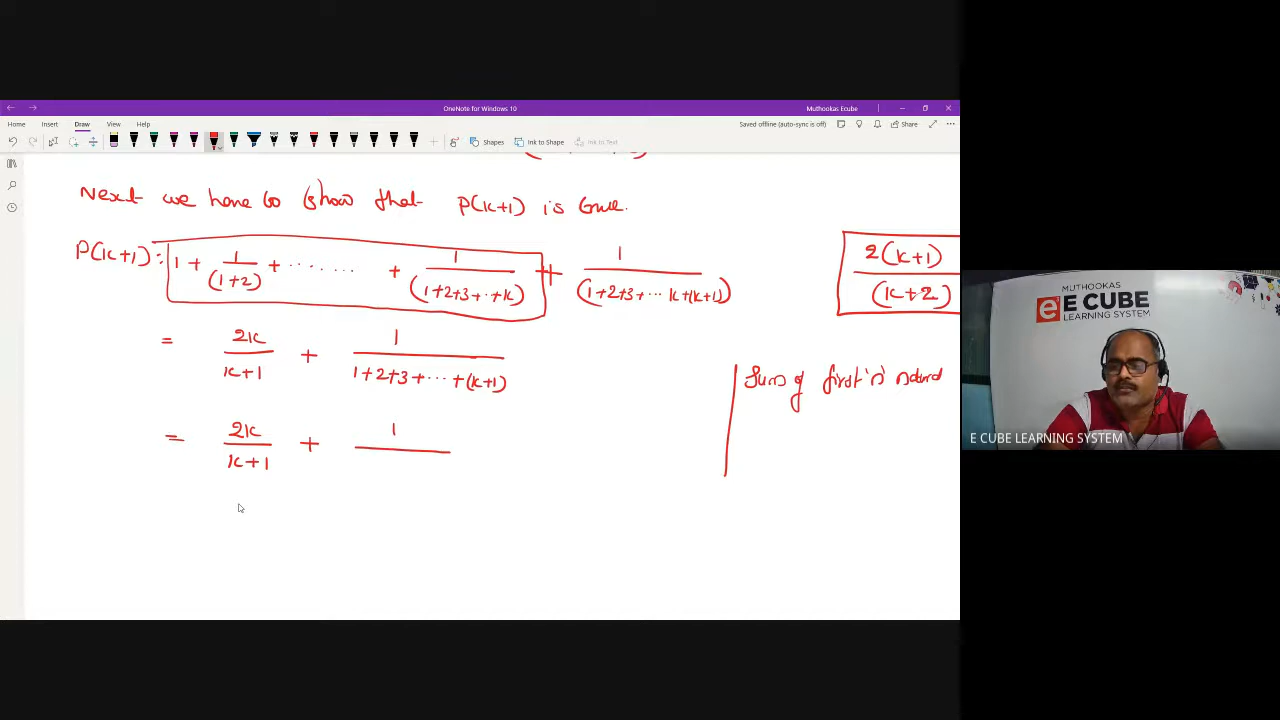 OneNote for Windows 10
Muthookas Ecube
Home Insert Draw View Help
Saved offline (auto-sync is off) Share
Shapes Ink to Shape Ink to Text
Next we have to show that P(k+1) is true.
P(k+1): 1 + 1/(1+2) + ....... + 1/(1+2+3+..+k) + 1/(1+2+3+... k+(k+1))
2(k+1)/(k+2)
= 2k/k+1 + 1/1+2+3+...+(k+1)
Sum of first 'n' natural
= 2k/k+1 + 1
MUTHOOKAS
e E CUBE
LEARNING SYSTEM
E CUBE LEARNING SYSTEM